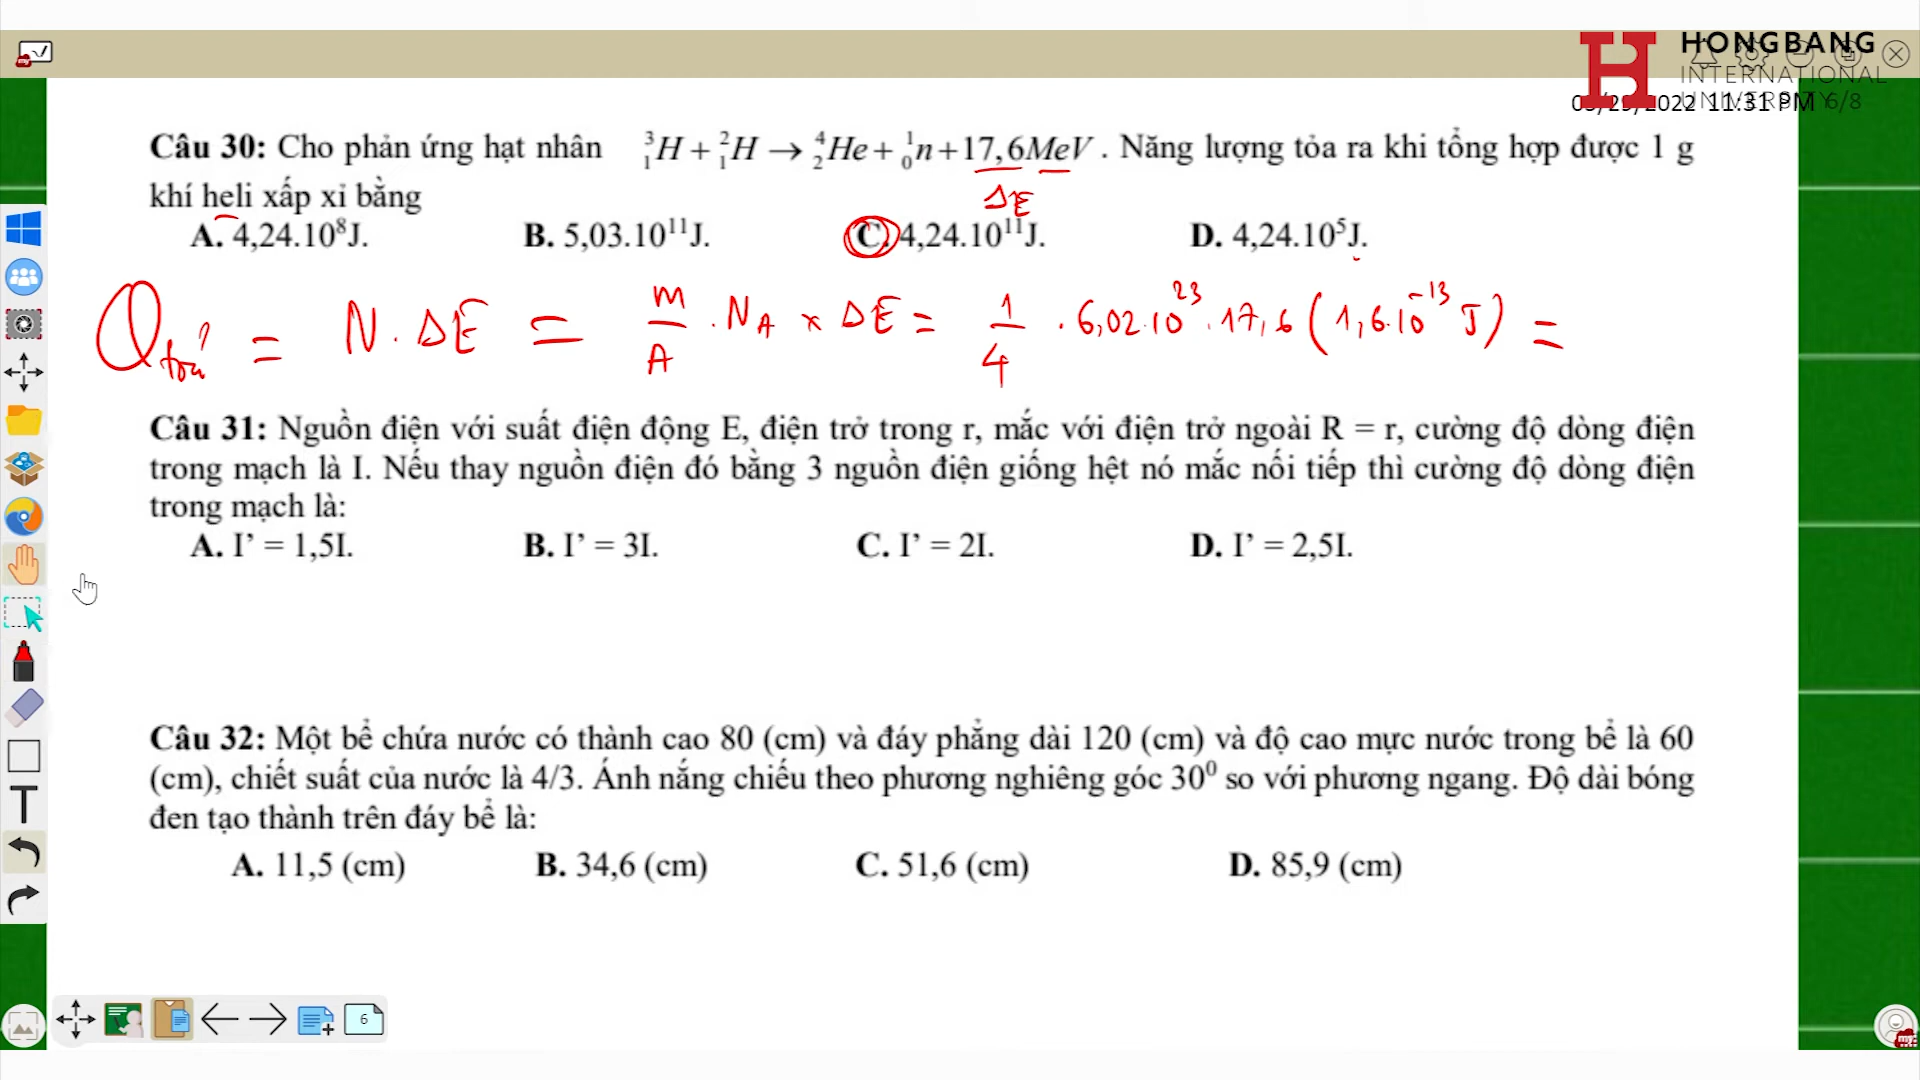 HONGBANG
INTERNATIONAL
UNIVERSITY
2022 11:31 PM 6/8
Câu 30: Cho phản ứng hạt nhân ³₁H + ²₁H → ⁴₂He + ¹₀n + 17,6MeV. Năng lượng tỏa ra khi tổng hợp được 1 g
khí heli xấp xỉ bằng
ΔE
A. 4,24.10⁸J. B. 5,03.10¹¹J. C. 4,24.10¹¹J. D. 4,24.10⁵J.
Qtỏa = N.ΔE = m/A . N_A × ΔE = 1/4 . 6,02.10²³.17,6(1,6.10⁻¹³J) =
Câu 31: Nguồn điện với suất điện động E, điện trở trong r, mắc với điện trở ngoài R = r, cường độ dòng điện
trong mạch là I. Nếu thay nguồn điện đó bằng 3 nguồn điện giống hệt nó mắc nối tiếp thì cường độ dòng điện
trong mạch là:
A. I’ = 1,5I. B. I’ = 3I. C. I’ = 2I. D. I’ = 2,5I.
Câu 32: Một bể chứa nước có thành cao 80 (cm) và đáy phẳng dài 120 (cm) và độ cao mực nước trong bể là 60
(cm), chiết suất của nước là 4/3. Ánh nắng chiếu theo phương nghiêng góc 30⁰ so với phương ngang. Độ dài bóng
đen tạo thành trên đáy bể là:
A. 11,5 (cm) B. 34,6 (cm) C. 51,6 (cm) D. 85,9 (cm)
6